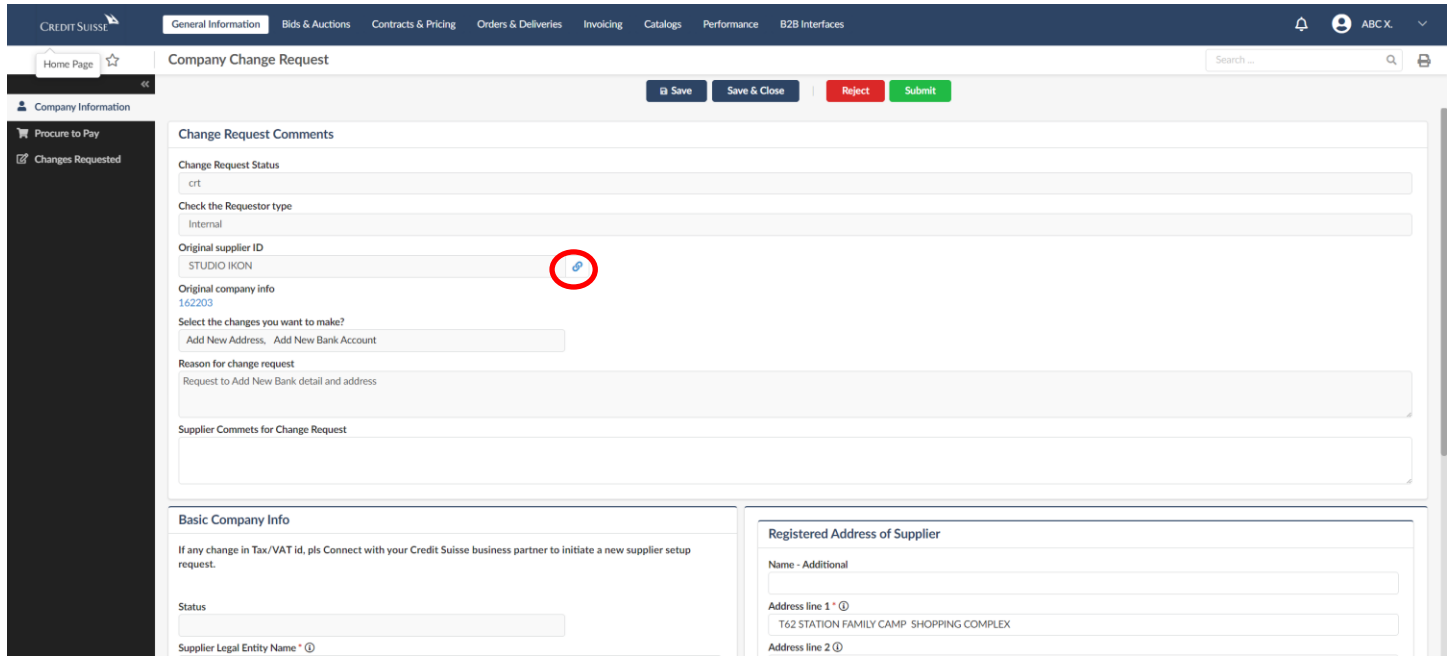 CREDIT SUISSE
General Information Bids & Auctions Contracts & Pricing Orders & Deliveries Invoicing Catalogs Performance B2B Interfaces ABC X.
Home Page
Company Change Request
Search ...
Save Save & Close Reject Submit
Company Information
Procure to Pay
Changes Requested
Change Request Comments
Change Request Status
crt
Check the Requestor type
Internal
Original supplier ID
STUDIO IKON
Original company info
162203
Select the changes you want to make?
Add New Address, Add New Bank Account
Reason for change request
Request to Add New Bank detail and address
Supplier Commets for Change Request
Basic Company Info
If any change in Tax/VAT id, pls Connect with your Credit Suisse business partner to initiate a new supplier setup
request.
Status
Supplier Legal Entity Name *
Registered Address of Supplier
Name - Additional
Address line 1 *
T62 STATION FAMILY CAMP SHOPPING COMPLEX
Address line 2